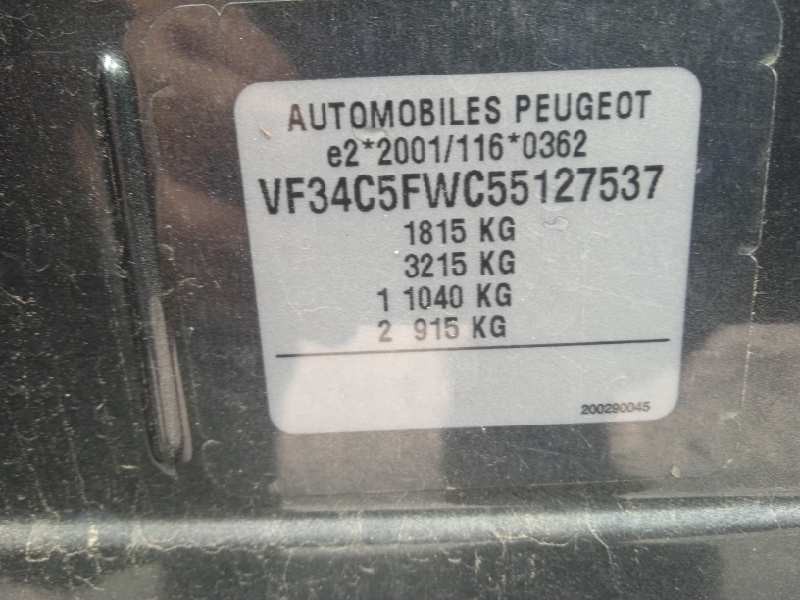 AUTOMOBILES PEUGEOT
e2*2001/116*0362
VF34C5FWC55127537
1815 KG
3215 KG
1 1040 KG
2 915 KG
200290045